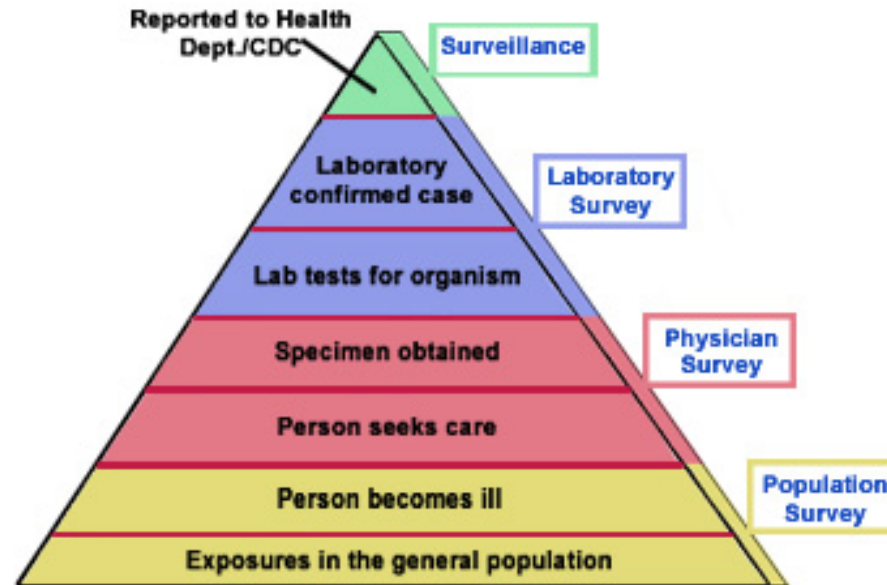 Reported to Health
Dept./CDC
Surveillance
Laboratory
confirmed case
Laboratory
Survey
Lab tests for organism
Specimen obtained
Physician
Survey
Person seeks care
Person becomes ill
Population
Survey
Exposures in the general population